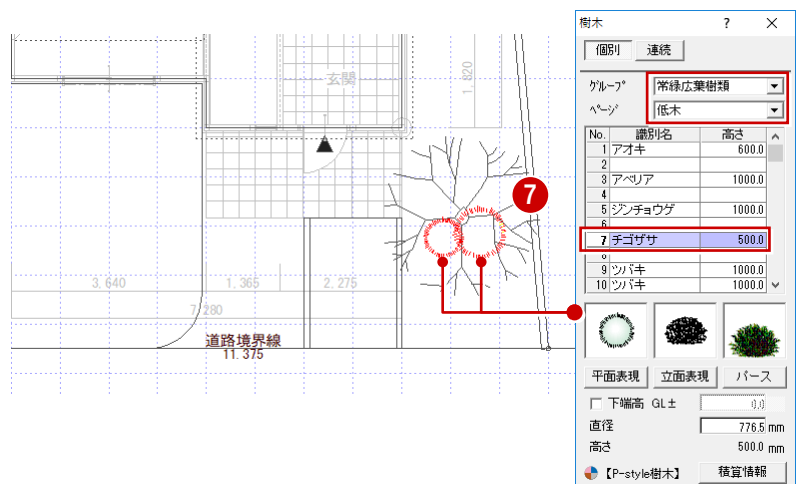 玄関
1,820
7
3,640
1,365
2,275
7,280
道路境界線
11.375
樹木
?
×
個別 連続
グループ 常緑広葉樹類
ページ 低木
No. 識別名 高さ
1 アオキ 600.0
2
3 アベリア 1000.0
4
5 ジンチョウゲ 1000.0
6
7 チゴザサ 500.0
8
9 ツバキ 1000.0
10 ツバキ 1000.0
平面表現 立面表現 パース
下端高 GL± 0.0
直径 776.5 mm
高さ 500.0 mm
【P-style樹木】 積算情報